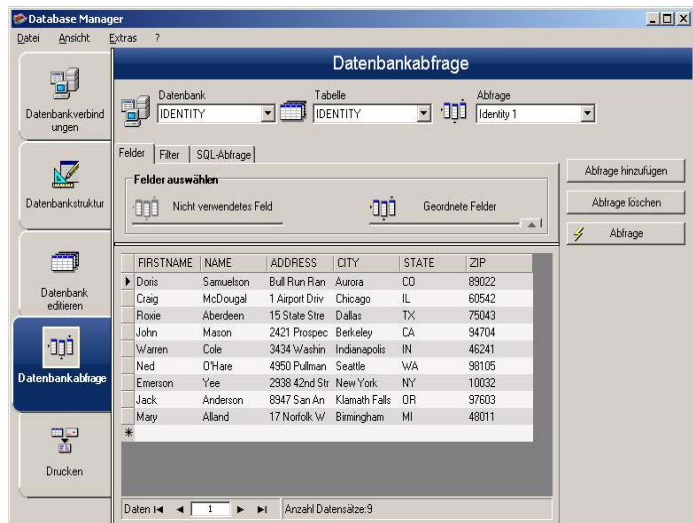 Database Manager
Datei Ansicht Extras ?
Datenbankabfrage
Datenbankverbind
ungen
Datenbankstruktur
Datenbank
editieren
Datenbankabfrage
Drucken
Datenbank Tabelle Abfrage
IDENTITY IDENTITY Identity 1
Felder Filter SQL-Abfrage
Felder auswählen
Nicht verwendetes Feld Geordnete Felder
Abfrage hinzufügen
Abfrage löschen
Abfrage
FIRSTNAME NAME ADDRESS CITY STATE ZIP
Doris Samuelson Bull Run Ran Aurora CO 89022
Craig McDougal 1 Airport Driv Chicago IL 60542
Roxie Aberdeen 15 State Stre Dallas TX 75043
John Mason 2421 Prospec Berkeley CA 94704
Warren Cole 3434 Washin Indianapolis IN 46241
Ned O'Hare 4950 Pullman Seattle WA 98105
Emerson Yee 2938 42nd Str New York NY 10032
Jack Anderson 8947 San An Klamath Falls OR 97603
Mary Alland 17 Norfolk W Birmingham MI 48011
Daten 1 Anzahl Datensätze:9